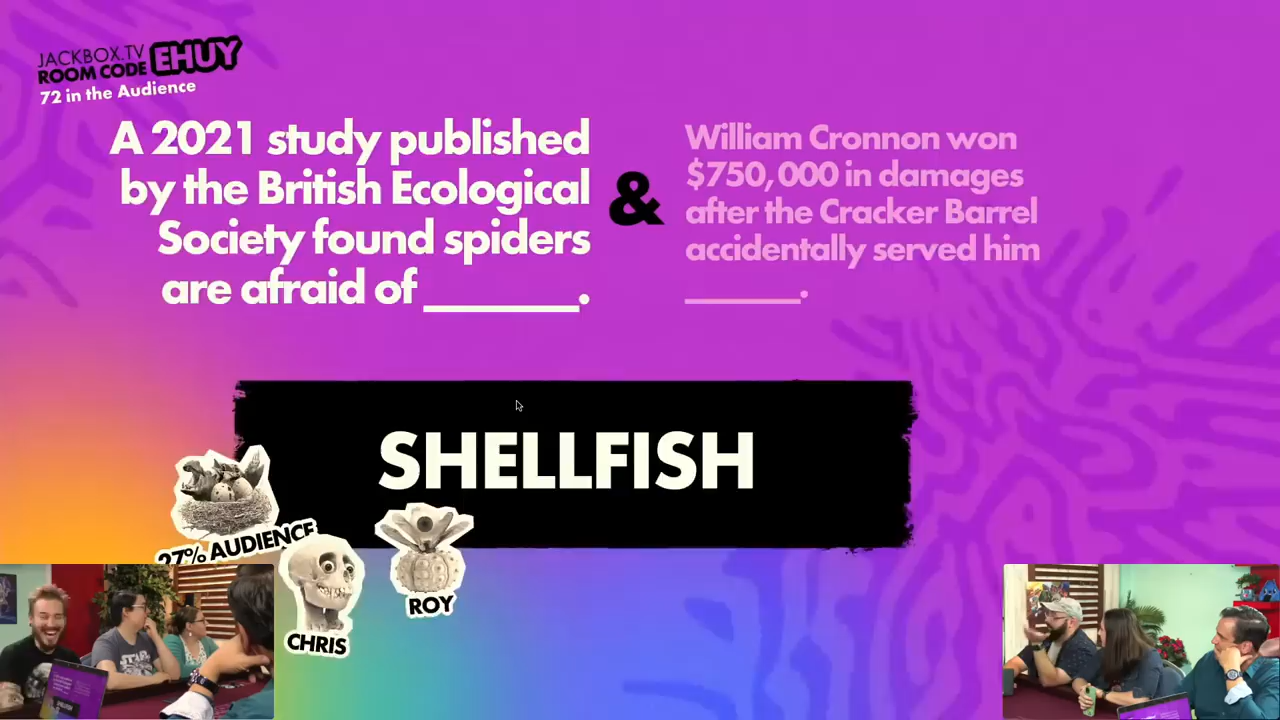 JACKBOX.TV
ROOM CODE EHUY
72 in the Audience
A 2021 study published
by the British Ecological
Society found spiders
are afraid of ______.
&
William Cronnon won
$750,000 in damages
after the Cracker Barrel
accidentally served him
______.
SHELLFISH
27% AUDIENCE
CHRIS
ROY
STAR
SHELLFISH